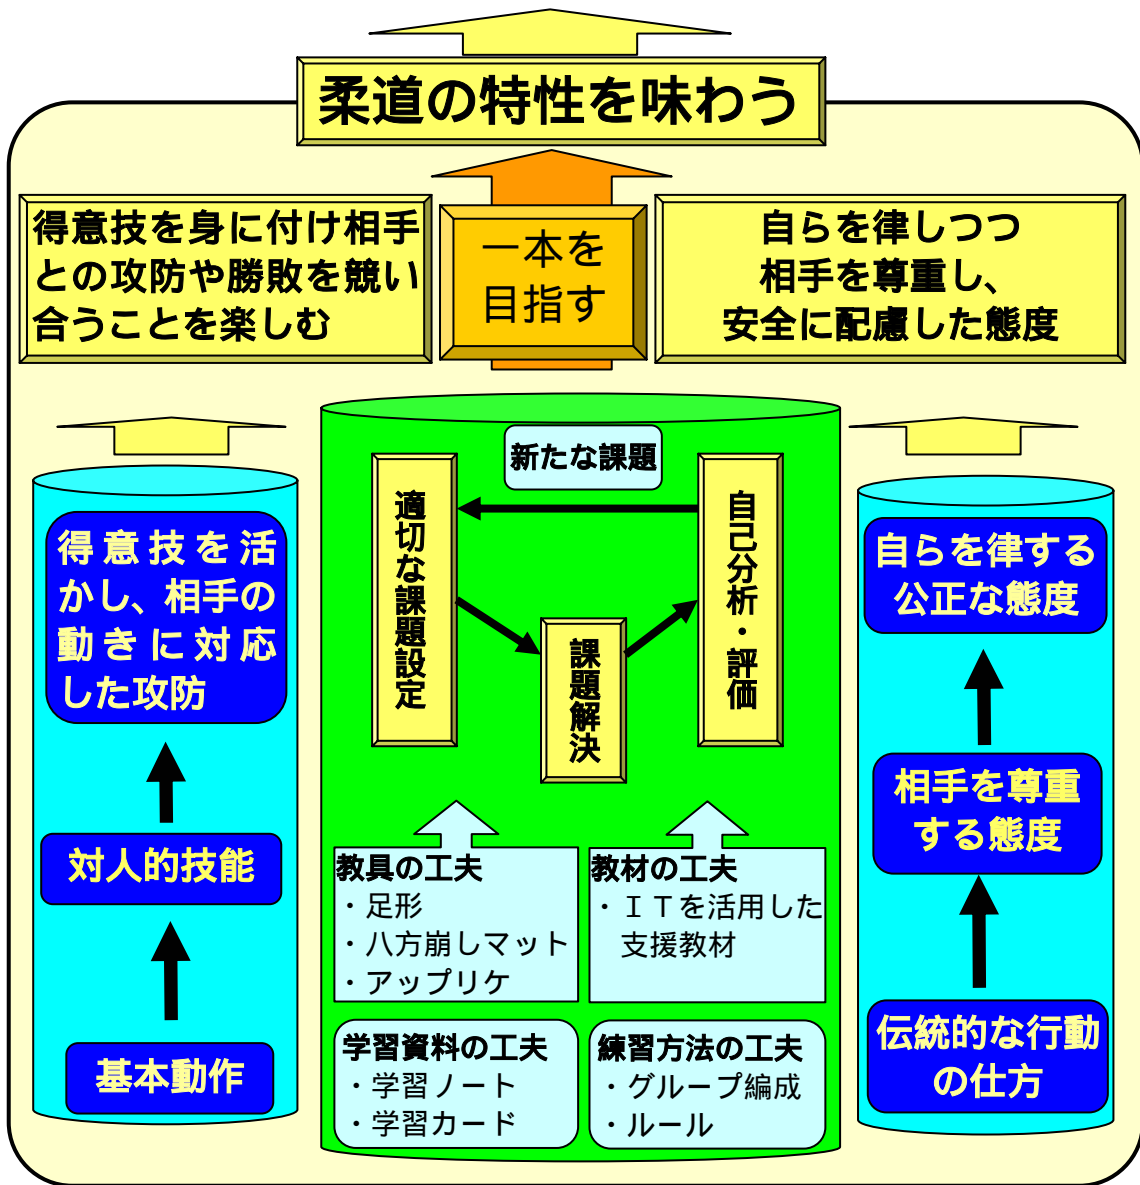 柔道の特性を味わう
得意技を身に付け相手
との攻防や勝敗を競い
合うことを楽しむ
一本を
目指す
自らを律しつつ
相手を尊重し、
安全に配慮した態度
得意技を活
かし、相手の
動きに対応
した攻防
対人的技能
基本動作
新たな課題
適切な課題設定
課題解決
自己分析・評価
教具の工夫
・足形
・八方崩しマット
・アップリケ
教材の工夫
・ＩＴを活用した
支援教材
学習資料の工夫
・学習ノート
・学習カード
練習方法の工夫
・グループ編成
・ルール
自らを律する
公正な態度
相手を尊重
する態度
伝統的な行動
の仕方